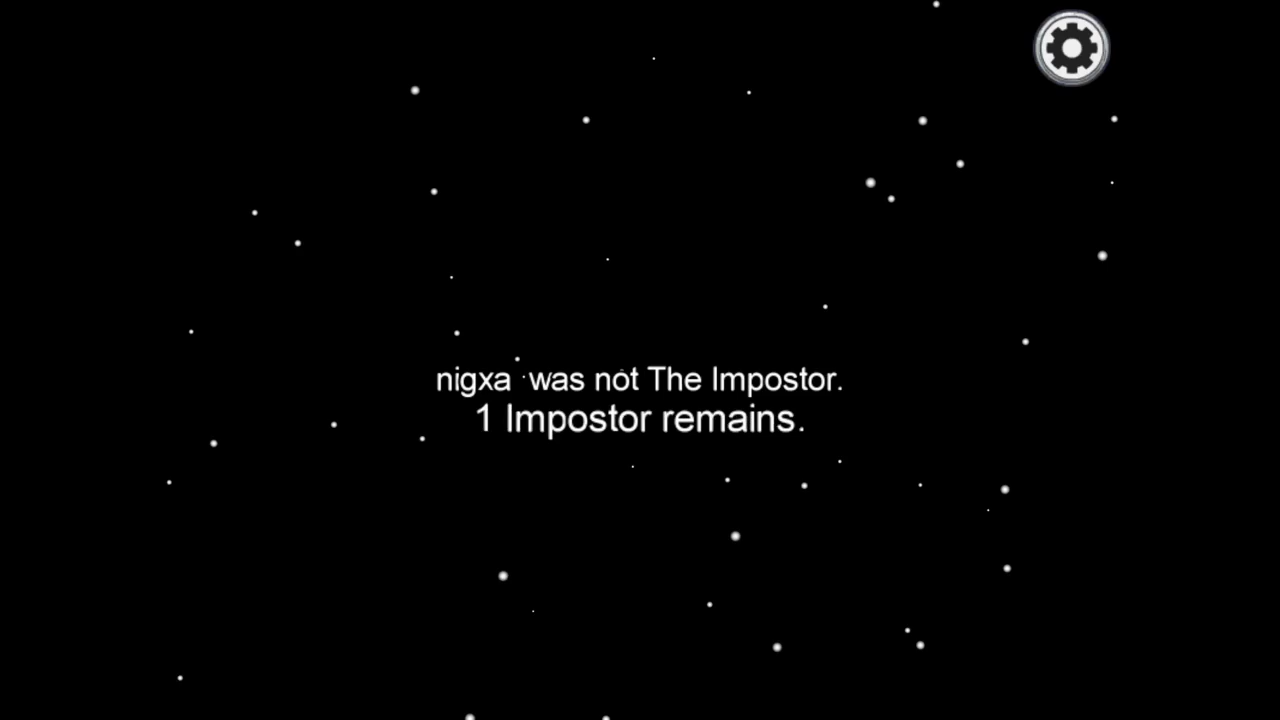 nigxa was not The Impostor.
1 Impostor remains.